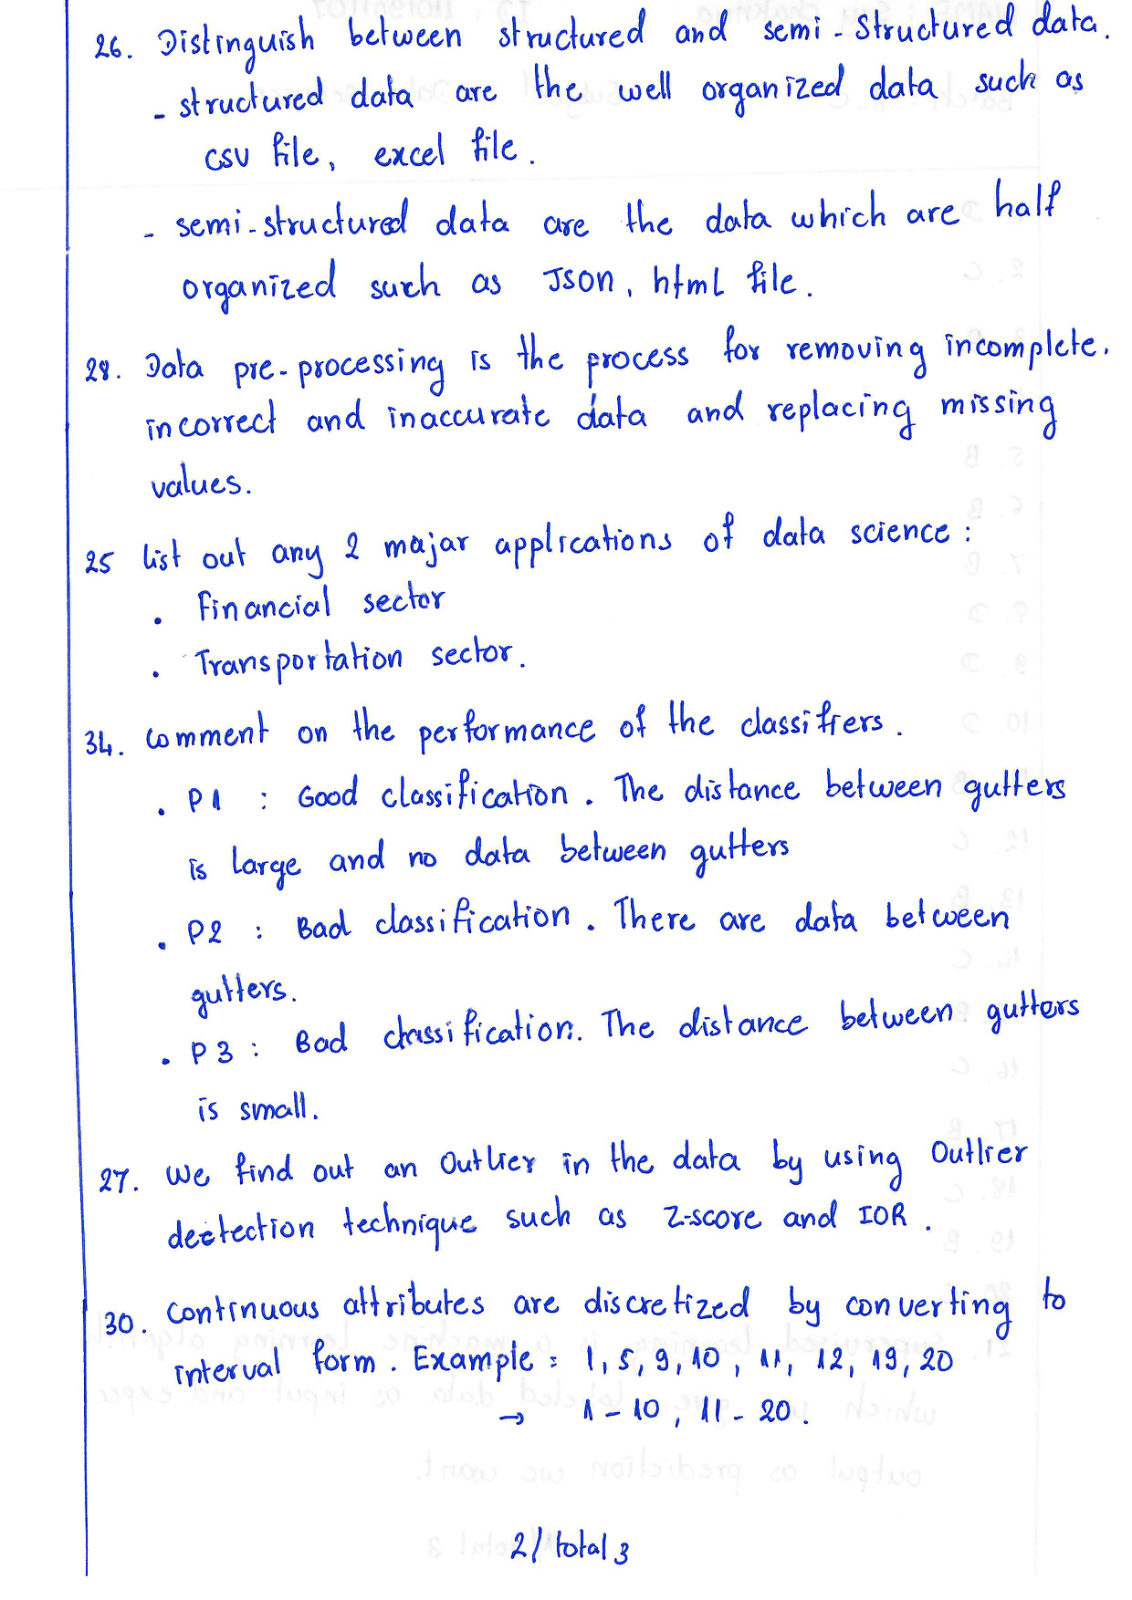 26. Distinguish between structured and semi-structured data.
- structured data are the well organized data such as
csv file, excel file.
- semi-structured data are the data which are half
organized such as Json, html file.
28. Data pre-processing is the process for removing incomplete,
incorrect and inaccurate data and replacing missing
values.
25 list out any 2 majar applications of data science :
• Financial sector
• Transportation sector.
34. Comment on the performance of the classifiers.
• P1 : Good classification. The distance between gutters
is large and no data between gutters
• P2 : Bad classification. There are data between
gutters.
• P3 : Bad classification. The distance between gutters
is small.
27. We find out an Outlier in the data by using Outlier
dectection technique such as Z-score and IQR.
30. Continuous attributes are discretized by converting to
interval form. Example : 1, 5, 9, 10, 11, 12, 19, 20
→ 1-10, 11-20.
2/total 3